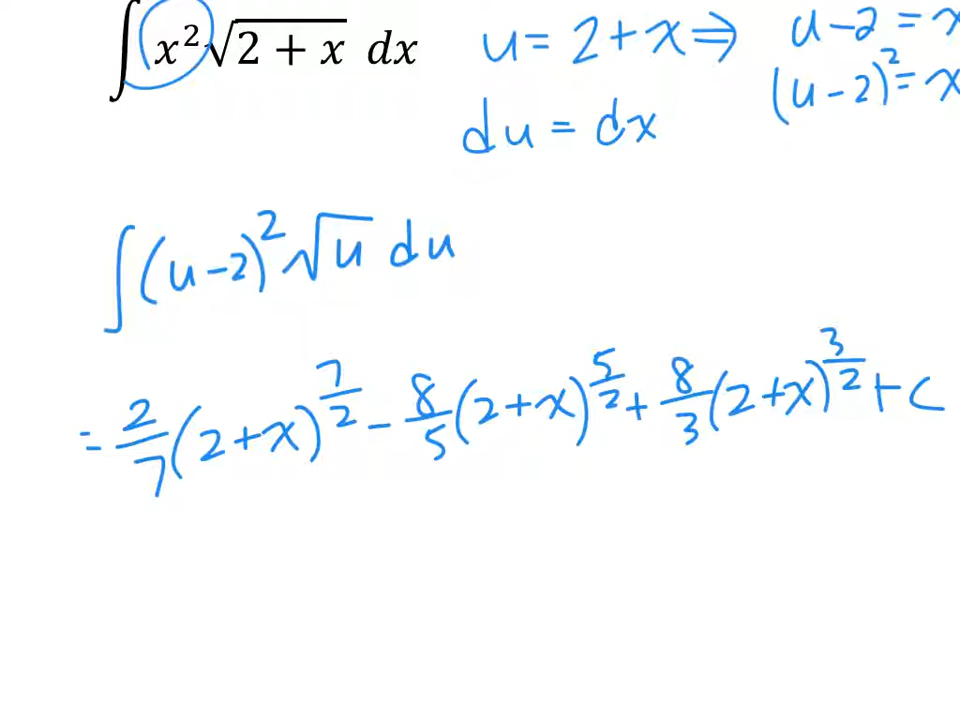 ∫ x²√(2 + x) dx u = 2+x ⇒ u-2 = x
du = dx (u-2)² = x
∫(u-2)² √u du
= 2/7 (2+x)^(7/2) - 8/5 (2+x)^(5/2) + 8/3 (2+x)^(3/2) + C